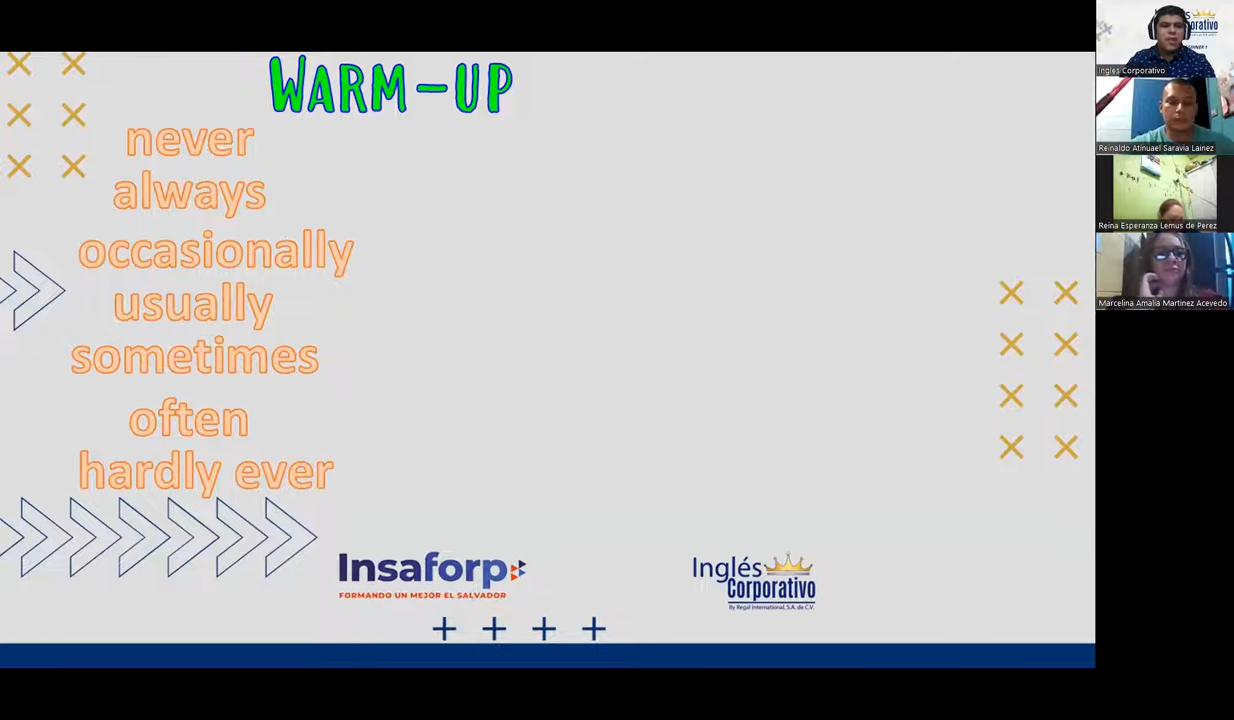 WARM-UP
never
always
occasionally
usually
sometimes
often
hardly ever
Insaforp
FORMANDO UN MEJOR EL SALVADOR
Inglés
Corporativo
By Regal International, S.A. de C.V.
Inglés Corporativo
Reinaldo Atinuael Saravia Lainez
Reina Esperanza Lemus de Perez
Marcelina Amalia Martinez Acevedo